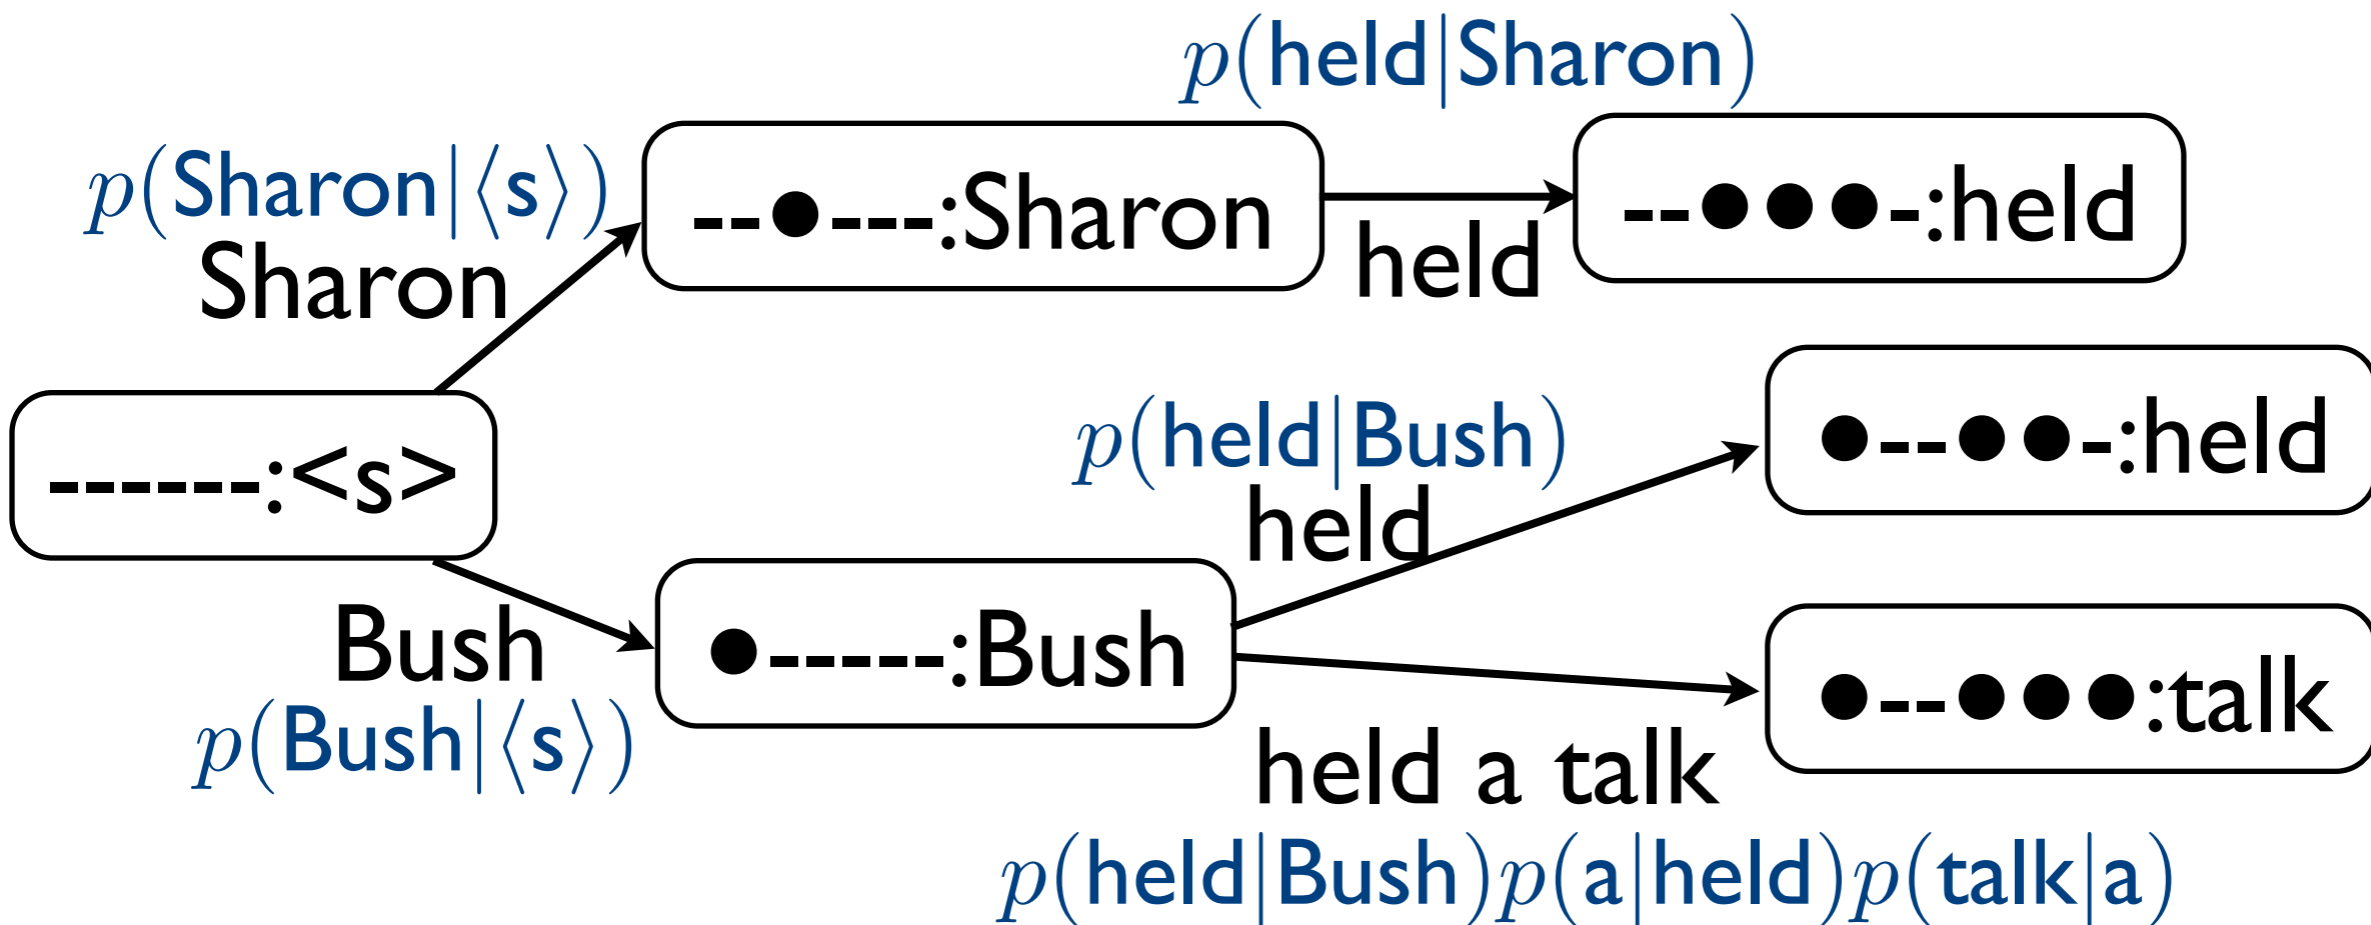 p(held|Sharon)
p(Sharon|⟨s⟩)
Sharon
--●---:Sharon
held
--●●●-:held
------:<s>
p(held|Bush)
held
●--●●-:held
Bush
p(Bush|⟨s⟩)
●-----:Bush
held a talk
p(held|Bush)p(a|held)p(talk|a)
●--●●●:talk